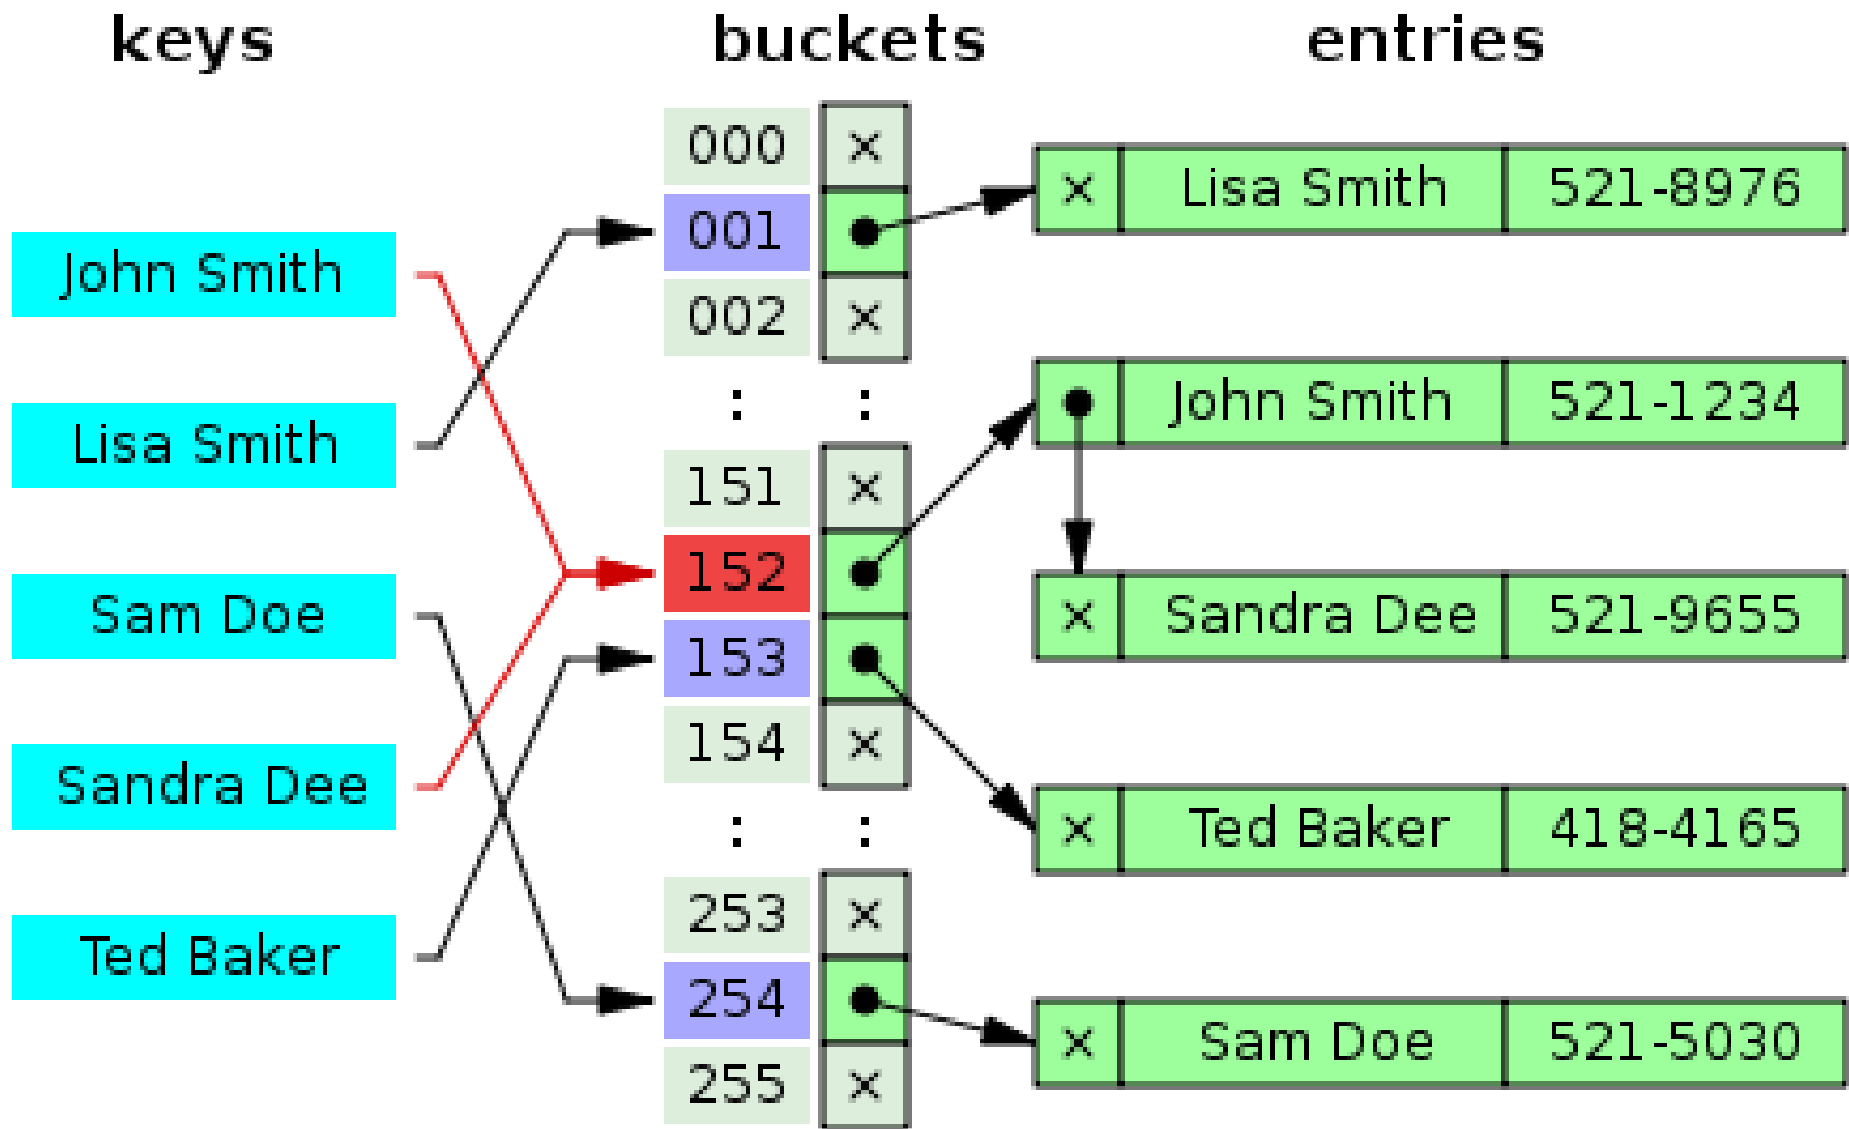 keys buckets entries
000 ×
× Lisa Smith 521-8976
001
John Smith
002 ×
: :
× John Smith 521-1234
Lisa Smith
151 ×
152
Sam Doe
× Sandra Dee 521-9655
153
154 ×
Sandra Dee
: :
× Ted Baker 418-4165
253 ×
Ted Baker
254
× Sam Doe 521-5030
255 ×